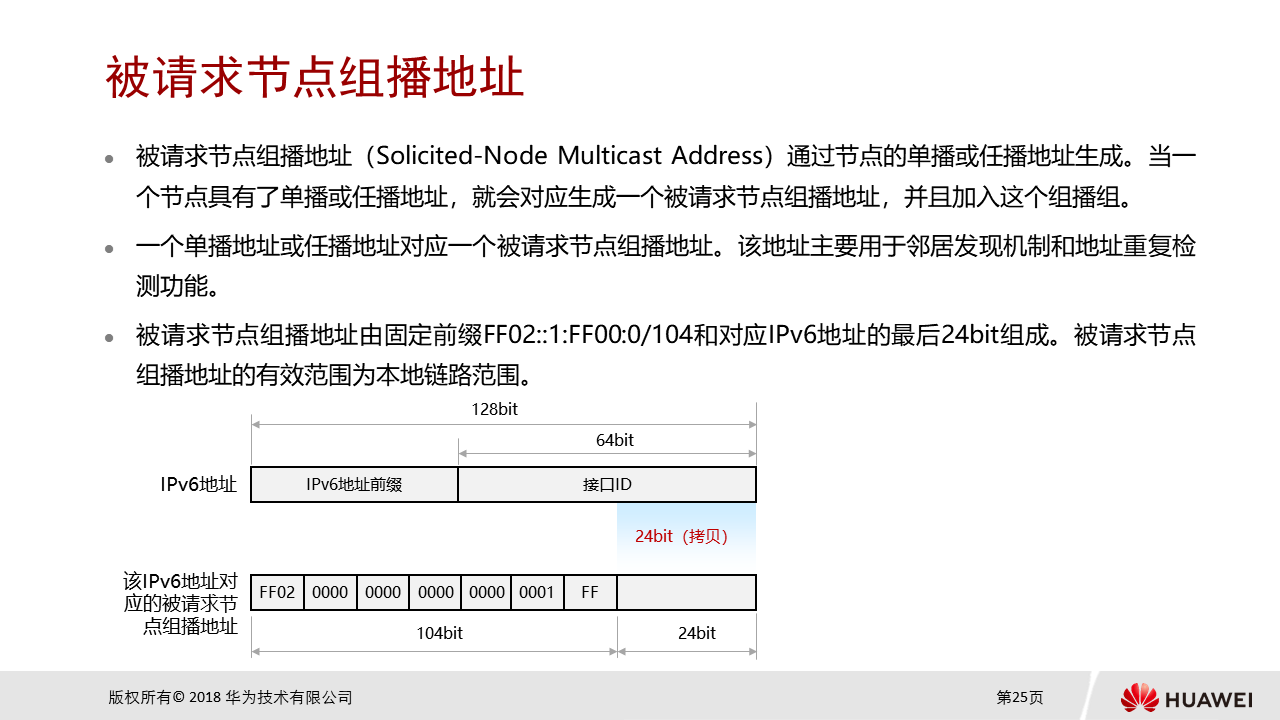 被请求节点组播地址
被请求节点组播地址（Solicited-Node Multicast Address）通过节点的单播或任播地址生成。当一
个节点具有了单播或任播地址，就会对应生成一个被请求节点组播地址，并且加入这个组播组。
一个单播地址或任播地址对应一个被请求节点组播地址。该地址主要用于邻居发现机制和地址重复检
测功能。
被请求节点组播地址由固定前缀FF02::1:FF00:0/104和对应IPv6地址的最后24bit组成。被请求节点
组播地址的有效范围为本地链路范围。
128bit
64bit
IPv6地址 IPv6地址前缀 接口ID
24bit（拷贝）
该IPv6地址对
应的被请求节
点组播地址
FF02 0000 0000 0000 0000 0001 FF
104bit 24bit
版权所有© 2018 华为技术有限公司 第25页 HUAWEI